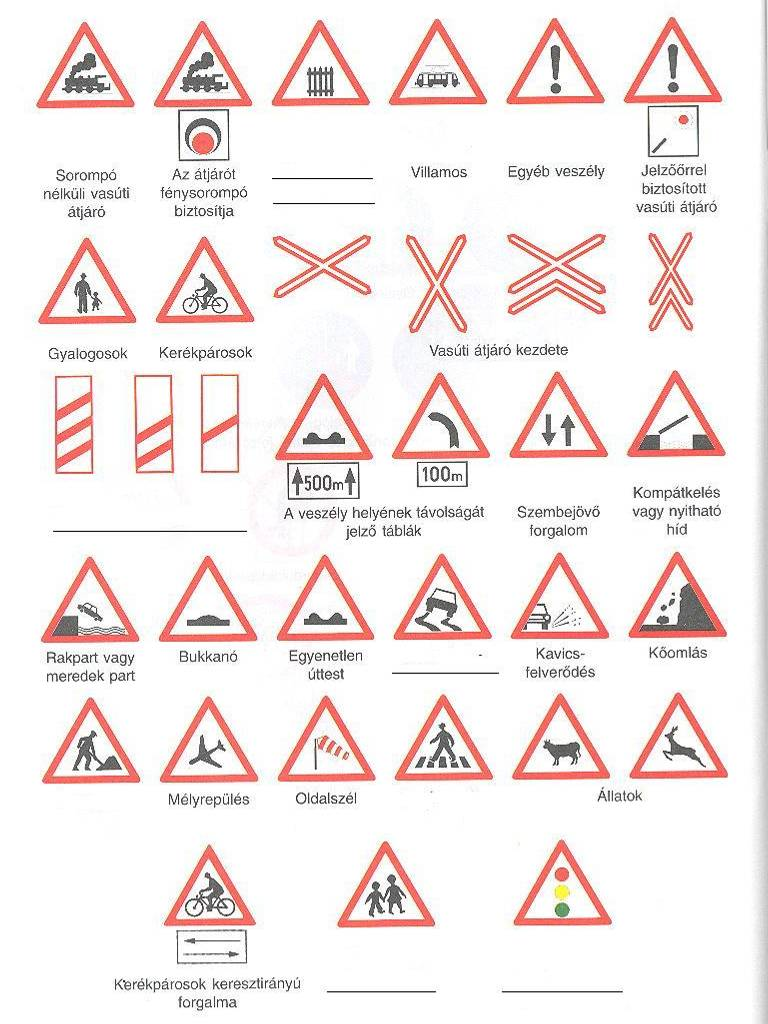 Sorompó
nélküli vasúti
átjáró
Az átjárót
fénysorompó
biztosítja
Villamos
Egyéb veszély
Jelzőőrrel
biztosított
vasúti átjáró
Gyalogosok
Kerékpárosok
Vasúti átjáró kezdete
500m
100m
A veszély helyének távolságát
jelző táblák
Szembejövő
forgalom
Kompátkelés
vagy nyitható
híd
Rakpart vagy
meredek part
Bukkanó
Egyenetlen
úttest
Kavics-
felverődés
Kőomlás
Mélyrepülés
Oldalszél
Állatok
Kerékpárosok keresztirányú
forgalma